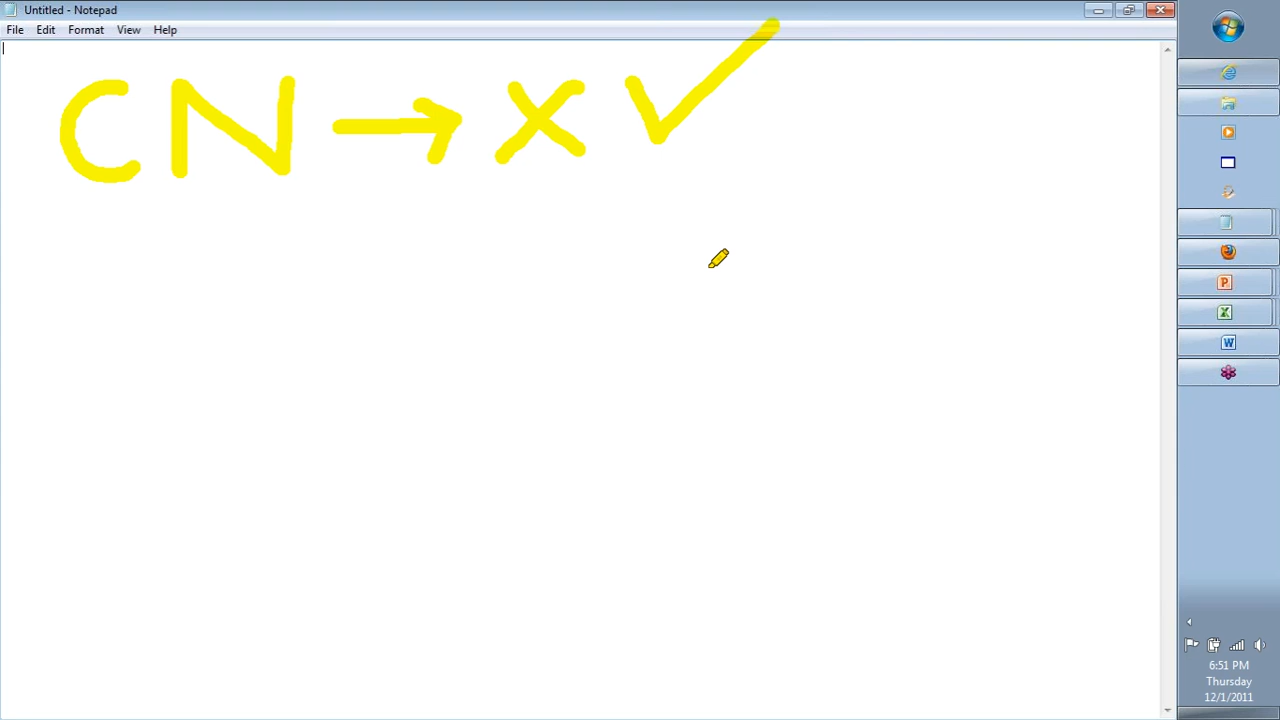 Untitled - Notepad
File Edit Format View Help
CN → X ✓
6:51 PM
Thursday
12/1/2011